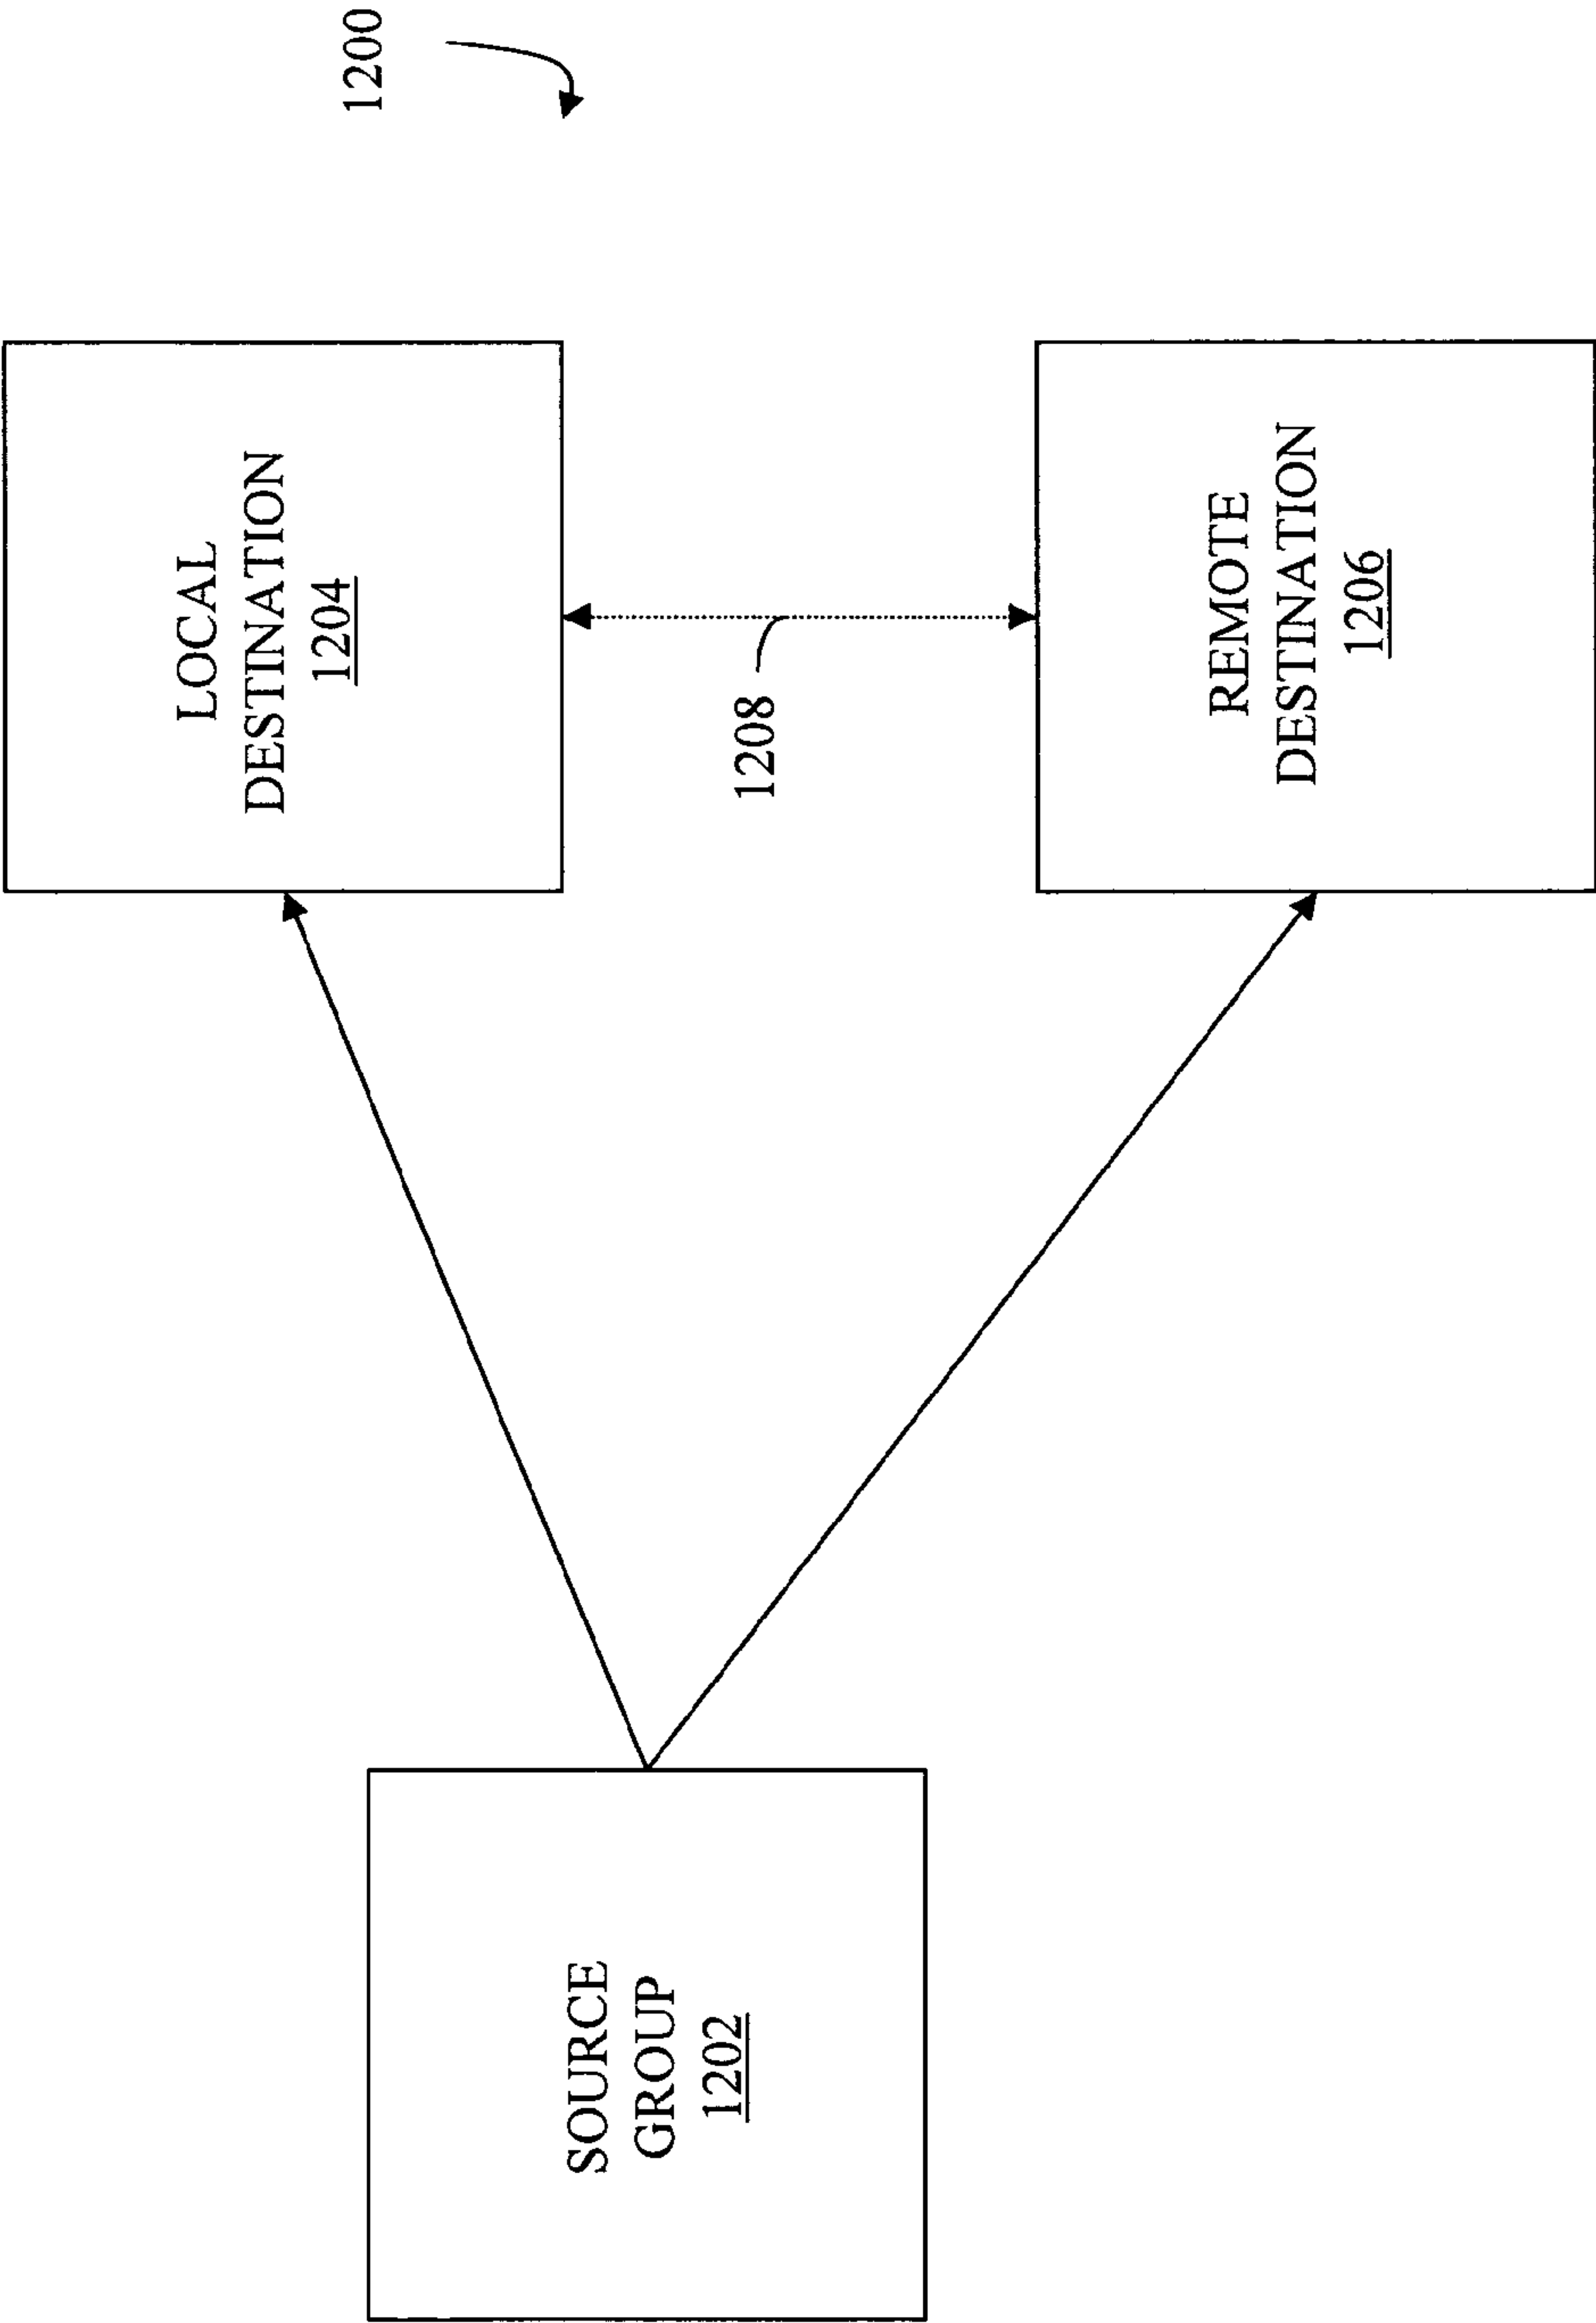 1200
LOCAL
DESTINATION
1204
1208
REMOTE
DESTINATION
1206
SOURCE
GROUP
1202